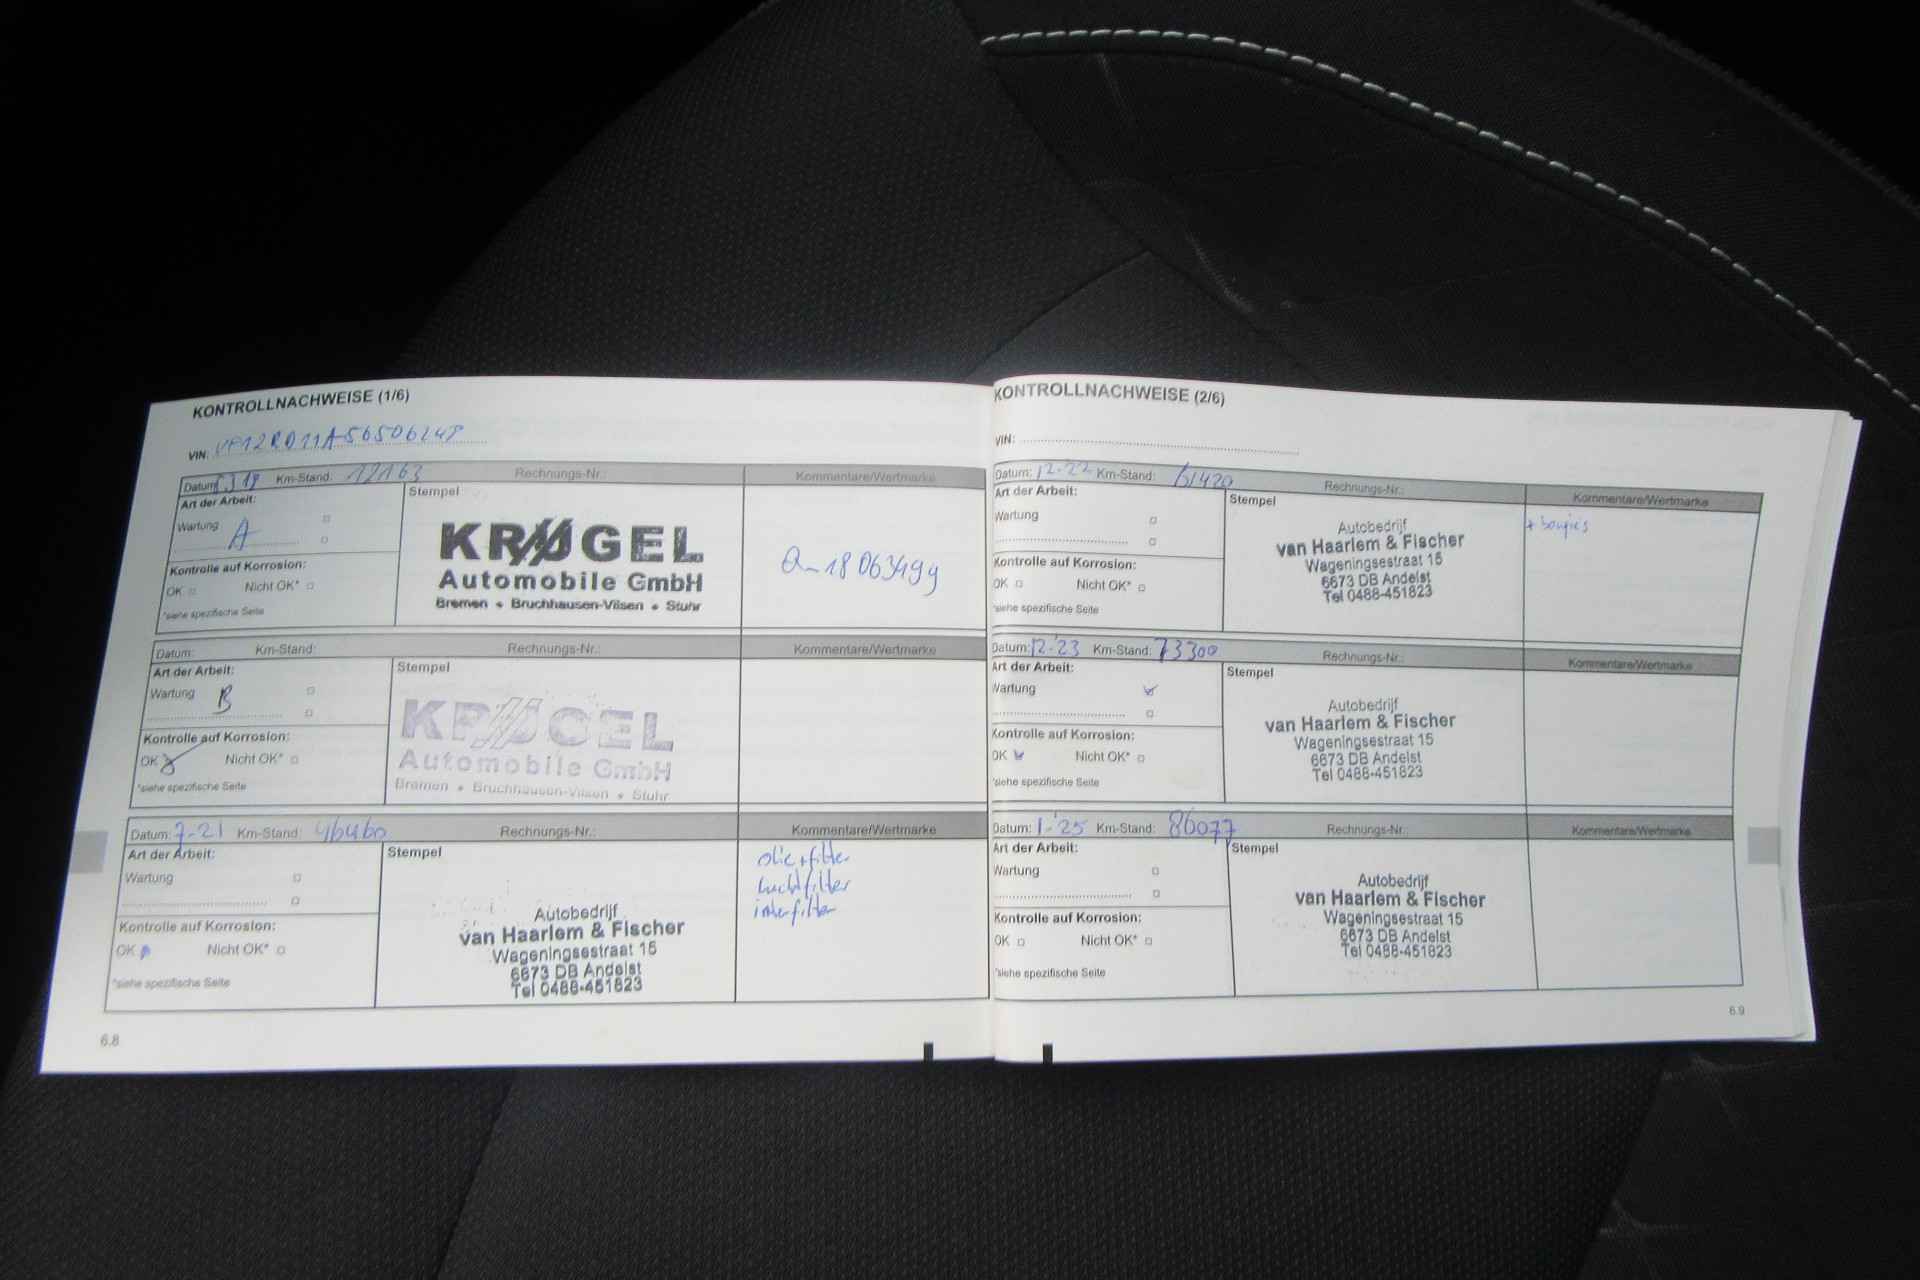 KONTROLLNACHWEISE (1/6)
VIN:
Datum: Km-Stand: 12163 Rechnungs-Nr.: Kommentare/Wertmarke
Art der Arbeit:
Stempel
Wartung A
KRÖGEL
Automobile GmbH
Bremen • Bruchhausen-Vilsen • Stuhr
Kontrolle auf Korrosion:
OK Nicht OK*
*siehe spezifische Seite
Datum: Km-Stand: Rechnungs-Nr.: Kommentare/Wertmarke
Art der Arbeit:
Stempel
Wartung B
KRÖGEL
Automobile GmbH
Bremen • Bruchhausen-Vilsen • Stuhr
Kontrolle auf Korrosion:
OK Nicht OK*
*siehe spezifische Seite
Datum: 7-21 Km-Stand: 46460 Rechnungs-Nr.: Kommentare/Wertmarke
Art der Arbeit:
Stempel
Wartung
Autobedrijf
van Haarlem & Fischer
Wageningsestraat 15
6673 DB Andelst
Tel 0488-451823
olie + filter
luchtfilter
interfilter
Kontrolle auf Korrosion:
OK Nicht OK*
*siehe spezifische Seite
6.8
KONTROLLNACHWEISE (2/6)
VIN:
Datum: 12-22 Km-Stand: 61420 Rechnungs-Nr.: Kommentare/Wertmarke
Art der Arbeit:
Stempel
Wartung
Autobedrijf
van Haarlem & Fischer
Wageningsestraat 15
6673 DB Andelst
Tel 0488-451823
+ bougies
Kontrolle auf Korrosion:
OK Nicht OK*
*siehe spezifische Seite
Datum: 12-'23 Km-Stand: 73300 Rechnungs-Nr.: Kommentare/Wertmarke
Art der Arbeit:
Stempel
Wartung
Autobedrijf
van Haarlem & Fischer
Wageningsestraat 15
6673 DB Andelst
Tel 0488-451823
Kontrolle auf Korrosion:
OK Nicht OK*
*siehe spezifische Seite
Datum: 1-'25 Km-Stand: 86077 Rechnungs-Nr.: Kommentare/Wertmarke
Art der Arbeit:
Stempel
Wartung
Autobedrijf
van Haarlem & Fischer
Wageningsestraat 15
6673 DB Andelst
Tel 0488-451823
Kontrolle auf Korrosion:
OK Nicht OK*
*siehe spezifische Seite
6.9